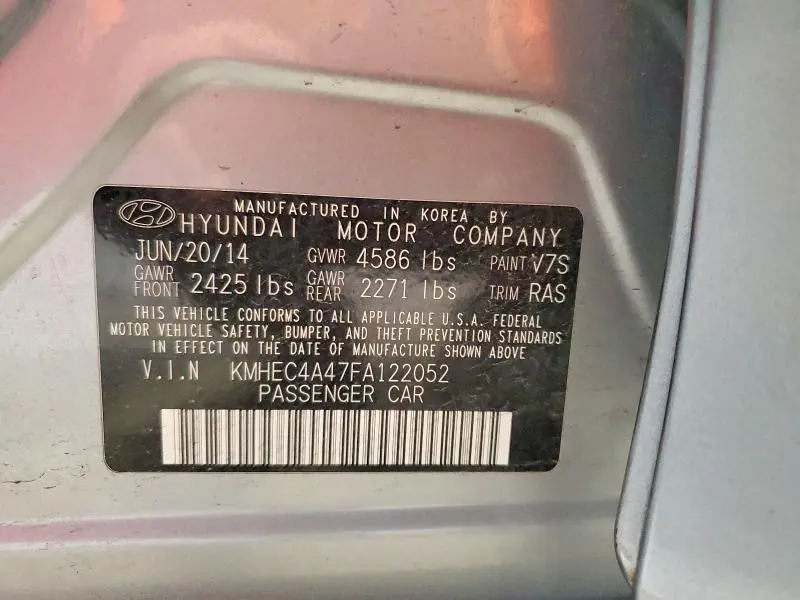 MANUFACTURED IN KOREA BY
HYUNDAI MOTOR COMPANY
JUN/20/14 GVWR 4586 lbs PAINT V7S
GAWR FRONT 2425 lbs GAWR REAR 2271 lbs TRIM RAS
THIS VEHICLE CONFORMS TO ALL APPLICABLE U.S.A. FEDERAL
MOTOR VEHICLE SAFETY, BUMPER, AND THEFT PREVENTION STANDARDS
IN EFFECT ON THE DATE OF MANUFACTURE SHOWN ABOVE
V.I.N KMHEC4A47FA122052
PASSENGER CAR